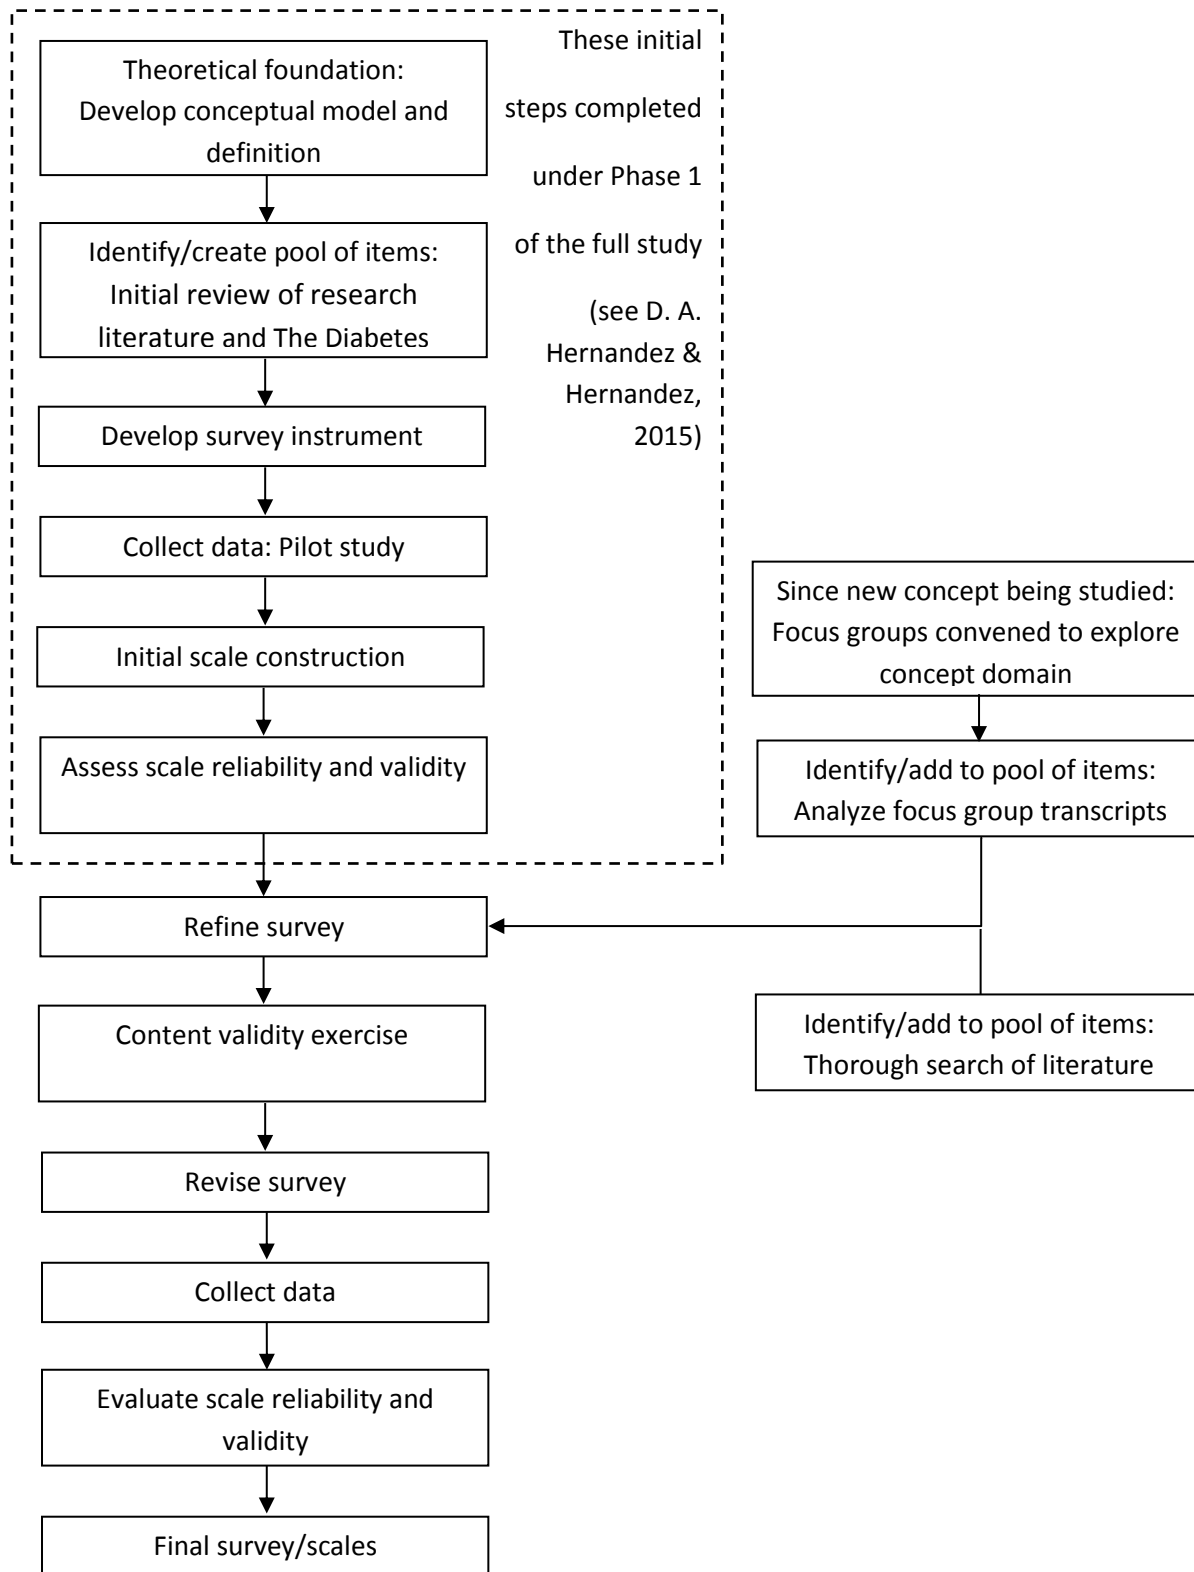 Theoretical foundation:
Develop conceptual model and
definition
These initial
steps completed
under Phase 1
of the full study
(see D. A.
Hernandez &
Hernandez,
2015)
Identify/create pool of items:
Initial review of research
literature and The Diabetes
Develop survey instrument
Collect data: Pilot study
Initial scale construction
Assess scale reliability and validity
Since new concept being studied:
Focus groups convened to explore
concept domain
Identify/add to pool of items:
Analyze focus group transcripts
Refine survey
Identify/add to pool of items:
Thorough search of literature
Content validity exercise
Revise survey
Collect data
Evaluate scale reliability and
validity
Final survey/scales